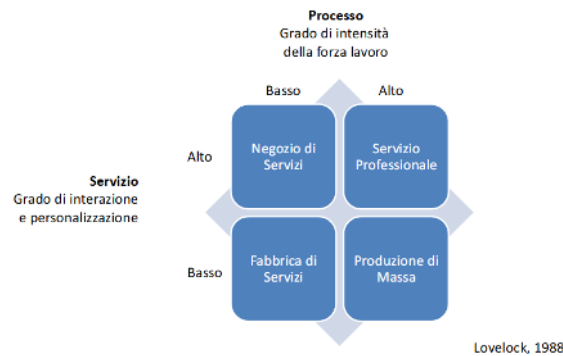 Processo
Grado di intensità
della forza lavoro
Basso
Alto
Alto
Negozio di
Servizi
Servizio
Professionale
Servizio
Grado di interazione
e personalizzazione
Basso
Fabbrica di
Servizi
Produzione di
Massa
Lovelock, 1988